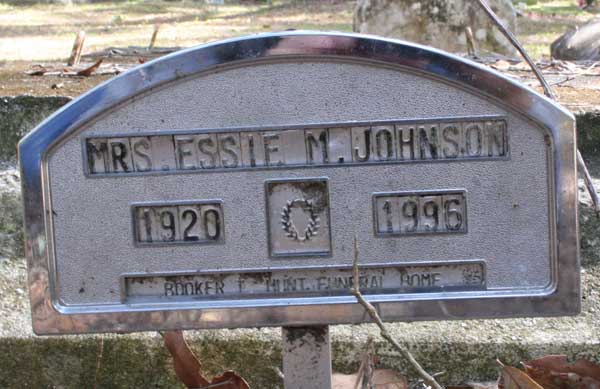 MRS. ESSIE M. JOHNSON
1920
1996
BOOKER T. HUNT FUNERAL HOME